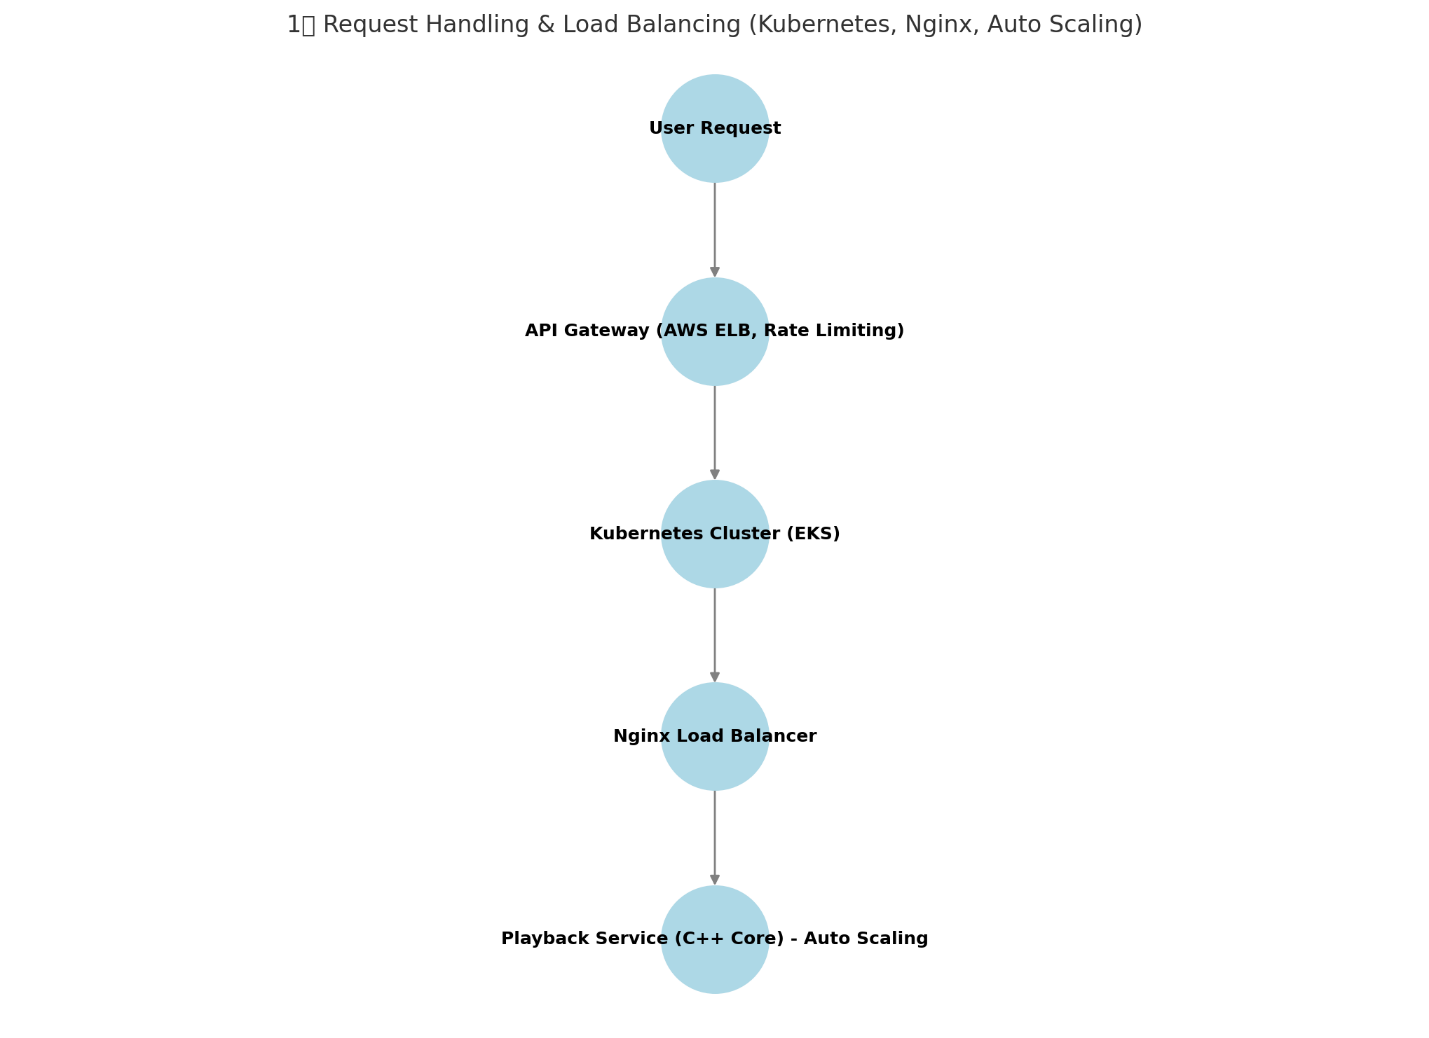 1▯ Request Handling & Load Balancing (Kubernetes, Nginx, Auto Scaling)
User Request
API Gateway (AWS ELB, Rate Limiting)
Kubernetes Cluster (EKS)
Nginx Load Balancer
Playback Service (C++ Core) - Auto Scaling